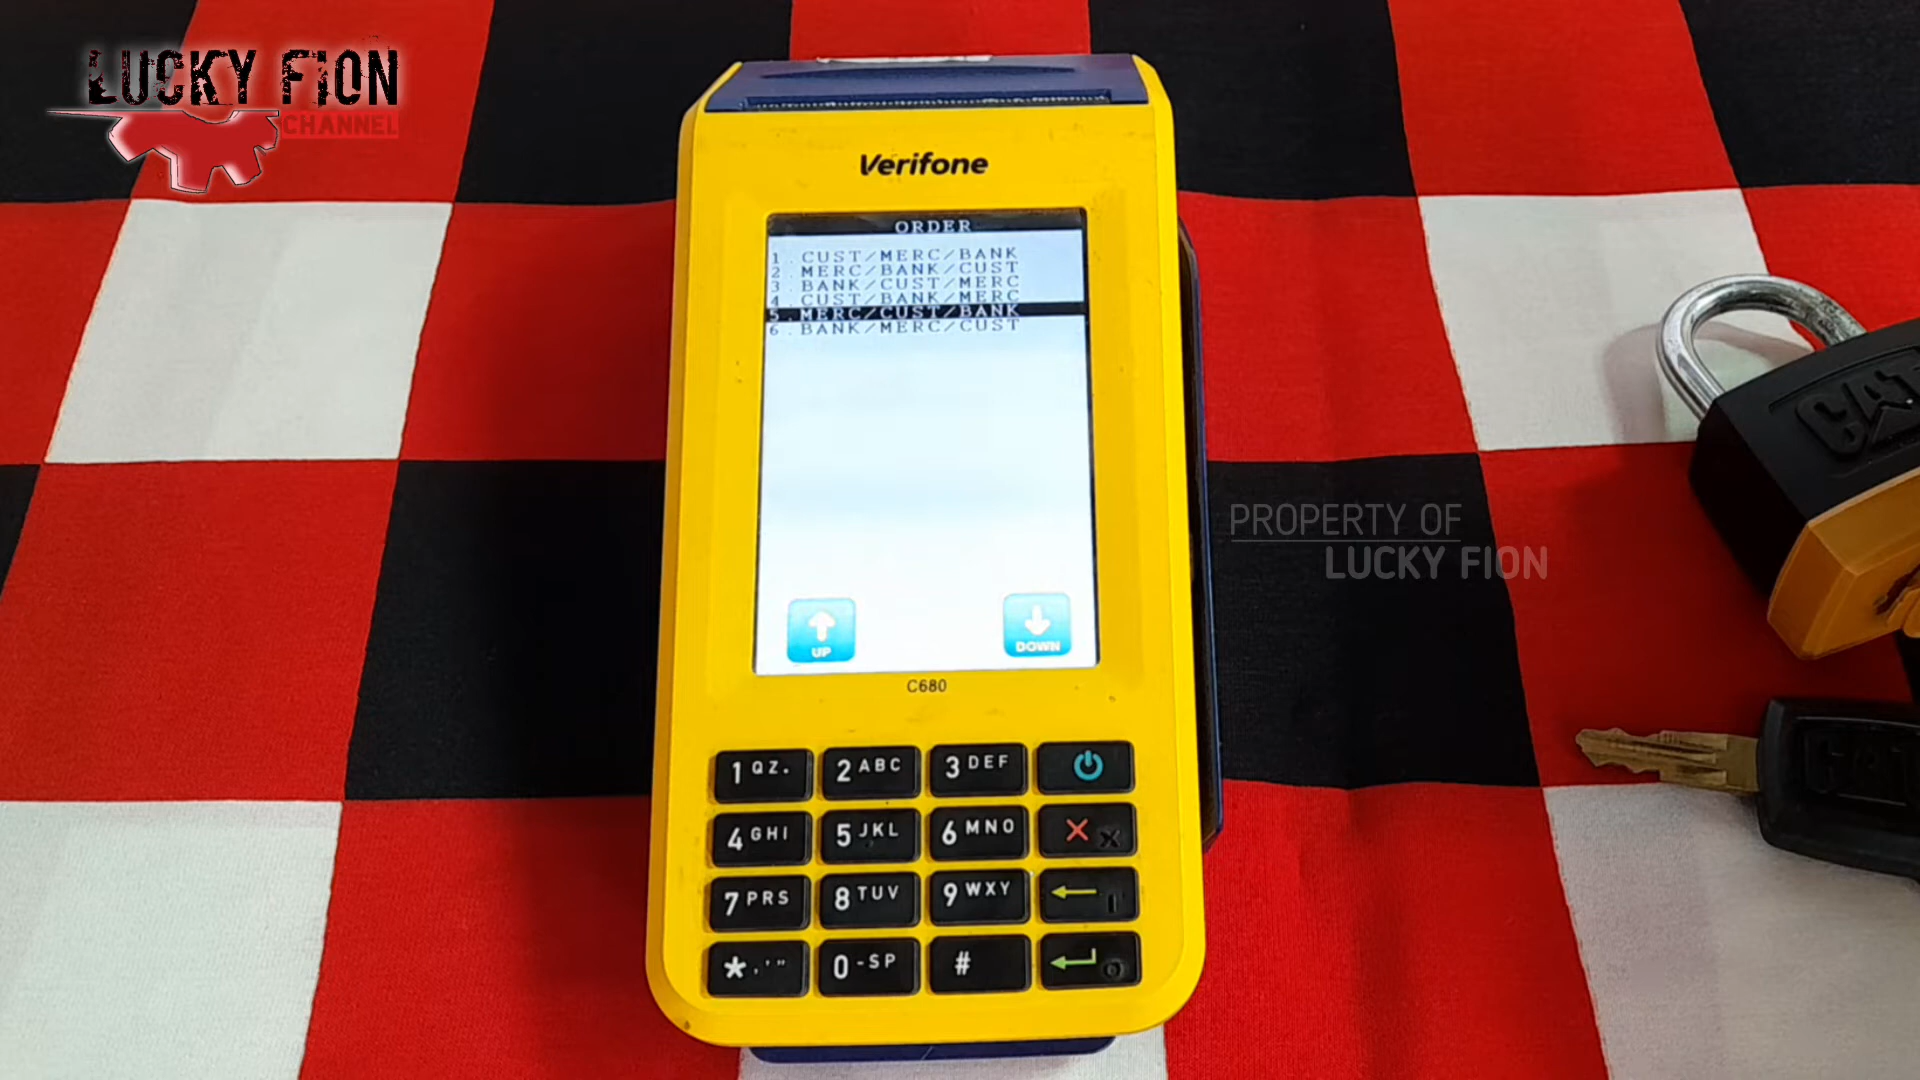 LUCKY FION
CHANNEL
Verifone
ORDER
1. CUST/MERC/BANK
2. MERC/BANK/CUST
3. BANK/CUST/MERC
4. CUST/BANK/MERC
5. MERC/CUST/BANK
6. BANK/MERC/CUST
UP
DOWN
C680
1 QZ.
2 ABC
3 DEF
4 GHI
5 JKL
6 MNO
7 PRS
8 TUV
9 WXY
*,'"
0 -SP
#
PROPERTY OF
LUCKY FION
CAT